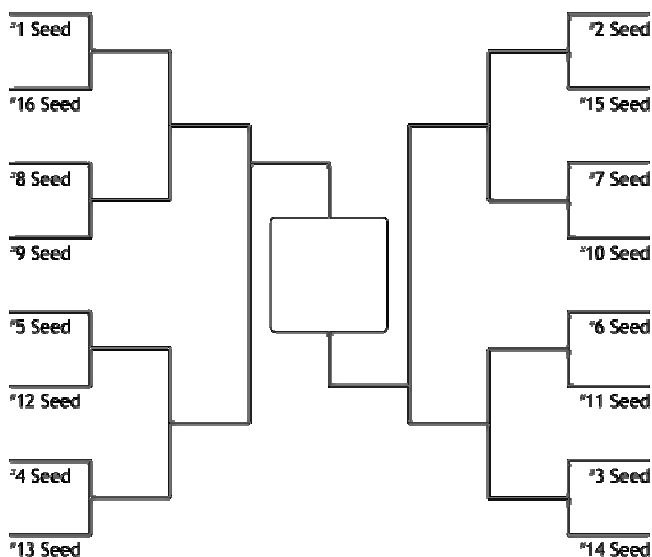 #1 Seed
#16 Seed
#8 Seed
#9 Seed
#5 Seed
#12 Seed
#4 Seed
#13 Seed
#2 Seed
#15 Seed
#7 Seed
#10 Seed
#6 Seed
#11 Seed
#3 Seed
#14 Seed